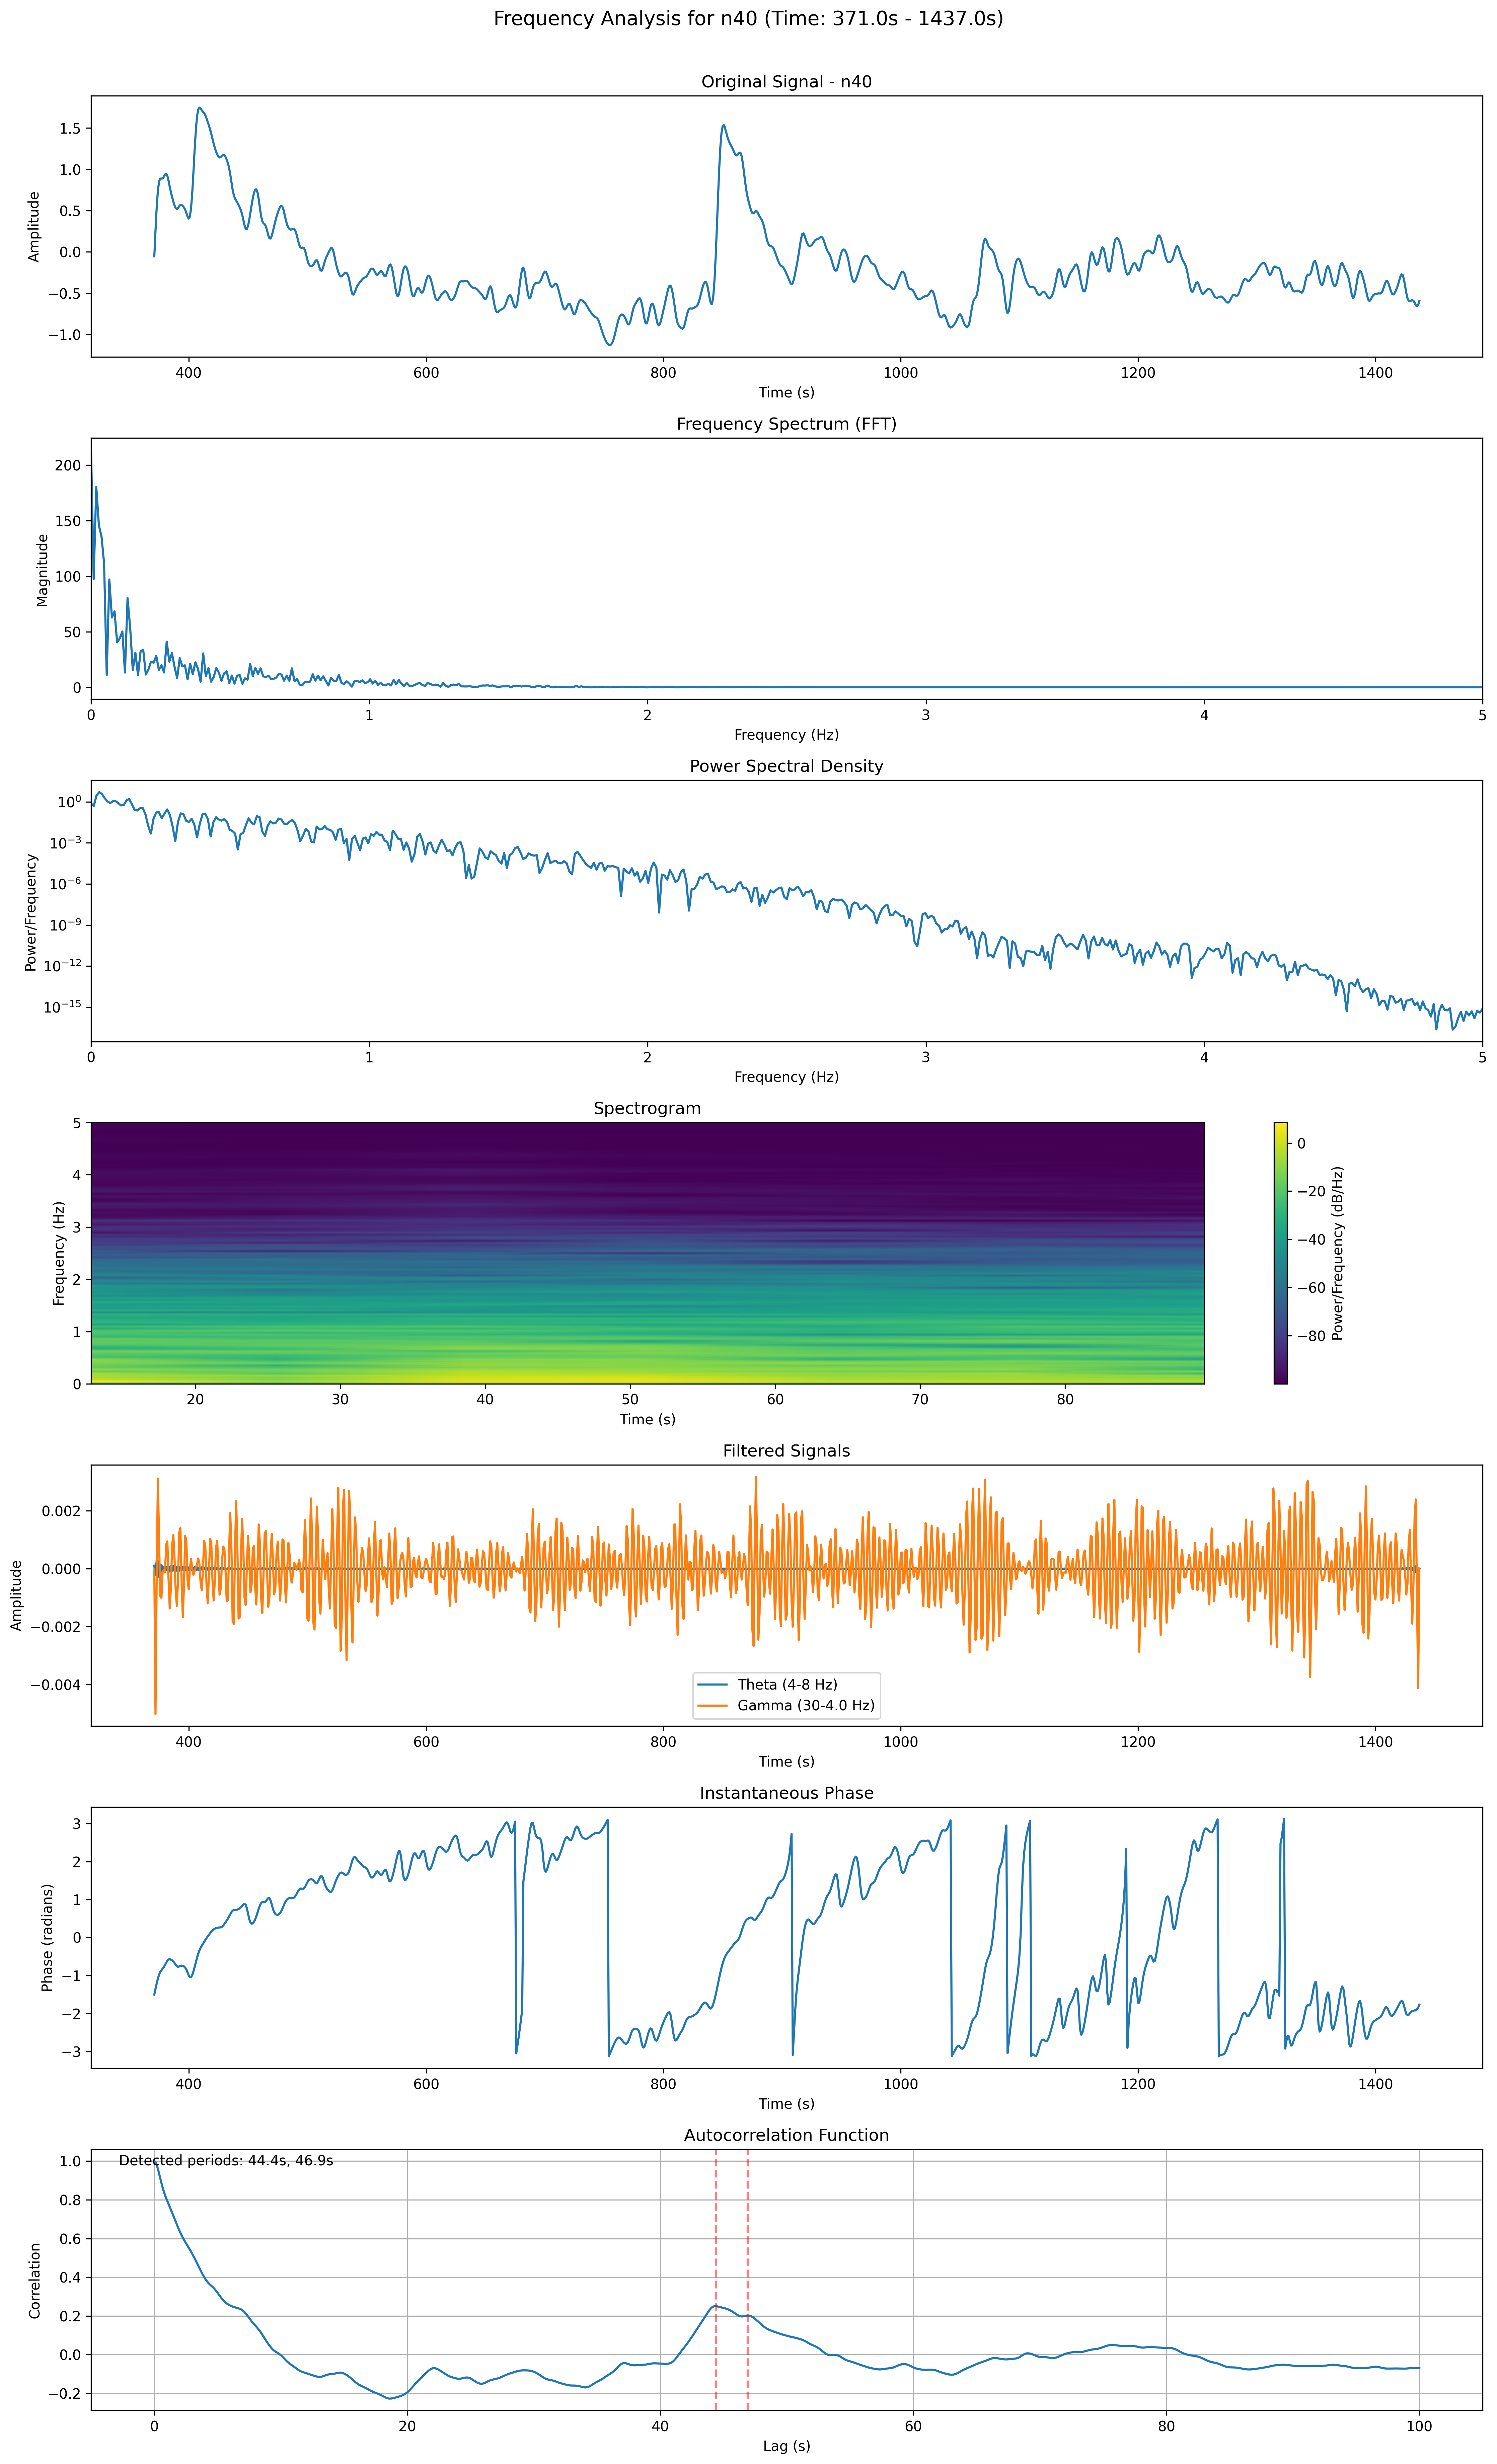 Frequency Analysis for n40 (Time: 371.0s - 1437.0s)
Original Signal - n40
Amplitude
1.5
1.0
0.5
0.0
−0.5
−1.0
400 600 800 1000 1200 1400
Time (s)
Frequency Spectrum (FFT)
Magnitude
200
150
100
50
0
0 1 2 3 4 5
Frequency (Hz)
Power Spectral Density
Power/Frequency
10⁰
10⁻³
10⁻⁶
10⁻⁹
10⁻¹²
10⁻¹⁵
0 1 2 3 4 5
Frequency (Hz)
Spectrogram
Frequency (Hz)
5
4
3
2
1
0
20 30 40 50 60 70 80
Time (s)
0
−20
−40
−60
−80
Power/Frequency (dB/Hz)
Filtered Signals
Amplitude
0.002
0.000
−0.002
−0.004
Theta (4-8 Hz)
Gamma (30-4.0 Hz)
400 600 800 1000 1200 1400
Time (s)
Instantaneous Phase
Phase (radians)
3
2
1
0
−1
−2
−3
400 600 800 1000 1200 1400
Time (s)
Autocorrelation Function
Detected periods: 44.4s, 46.9s
Correlation
1.0
0.8
0.6
0.4
0.2
0.0
−0.2
0 20 40 60 80 100
Lag (s)